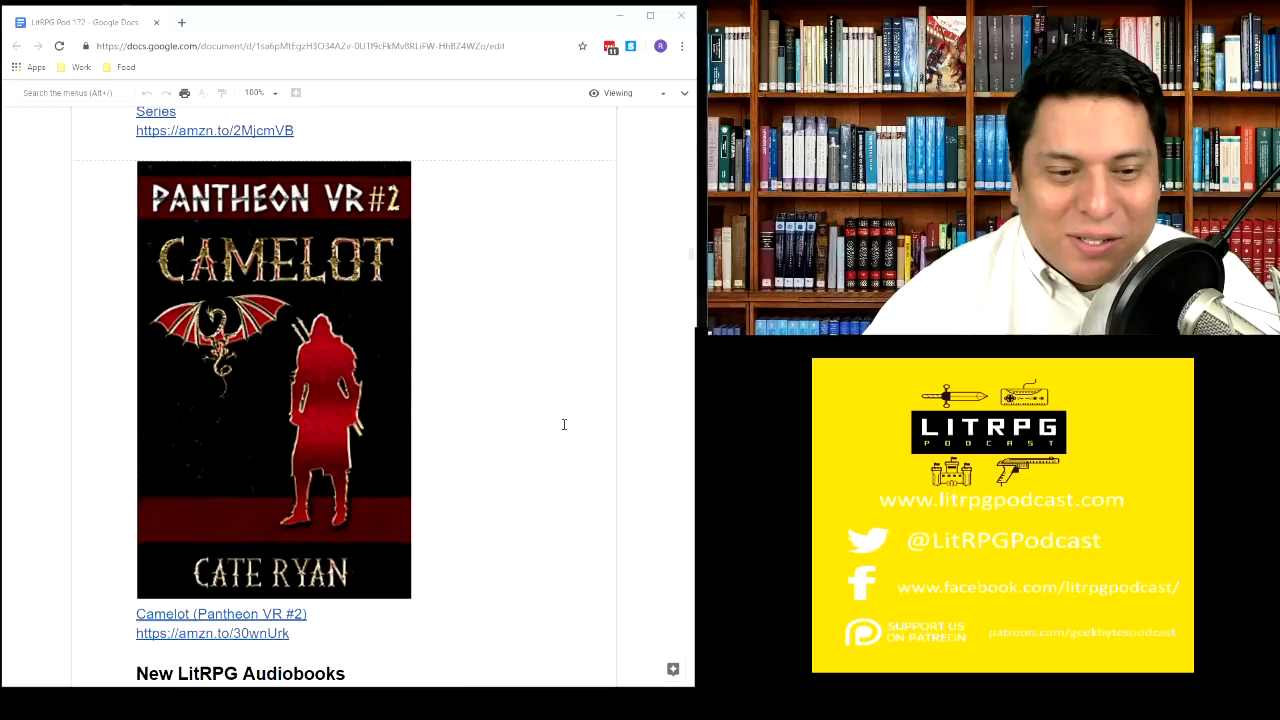 LitRPG Pod 172 - Google Docs
https://docs.google.com/document/d/1sa6pMtEgzH3O34AZv-0UTl9cFkMv8RLiFW-HhBZ4WZo/edit
R
Apps
Work
Food
Search the menus (Alt+/)
100%
Viewing
Series
https://amzn.to/2MjcmVB
PANTHEON VR #2
CAMELOT
CATE RYAN
Camelot (Pantheon VR #2)
https://amzn.to/30wnUrk
New LitRPG Audiobooks
LITRPG
PODCAST
www.litrpgpodcast.com
@LitRPGPodcast
www.facebook.com/litrpgpodcast/
SUPPORT US
ON PATREON
patreon.com/geekbytespodcast